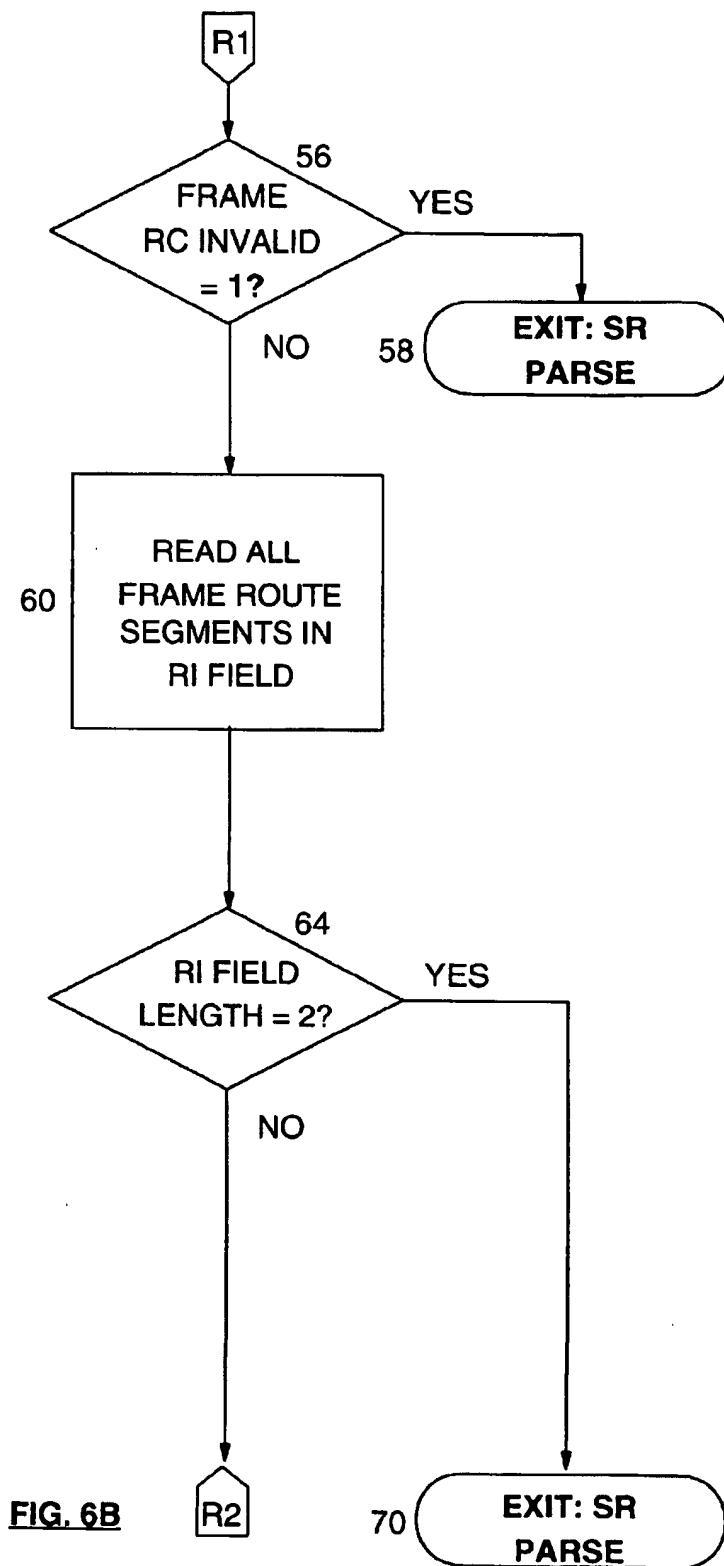 R1
56
FRAME
RC INVALID
= 1?
YES
NO
58
EXIT: SR
PARSE
60
READ ALL
FRAME ROUTE
SEGMENTS IN
RI FIELD
64
RI FIELD
LENGTH = 2?
YES
NO
FIG. 6B
R2
70
EXIT: SR
PARSE